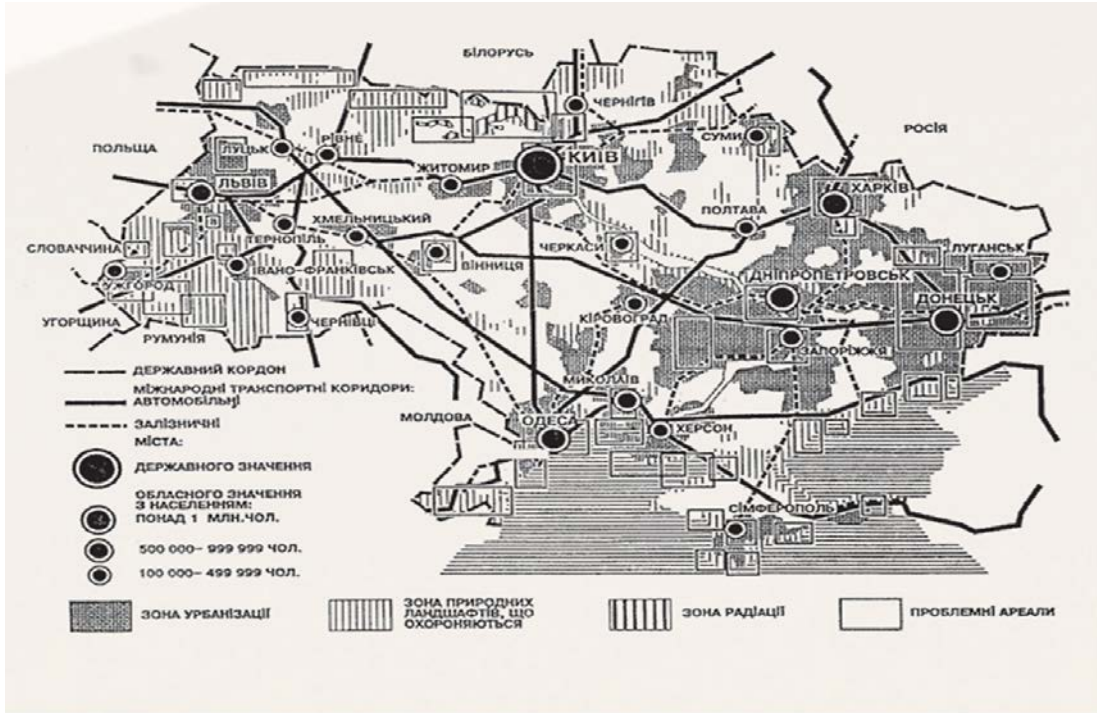 БІЛОРУСЬ
ЧЕРНІГІВ
РОСІЯ
СУМИ
РІВНЕ
ПОЛЬЩА
ЛУЦЬК
КИЇВ
ЖИТОМИР
ЛЬВІВ
ХАРКІВ
ПОЛТАВА
ХМЕЛЬНИЦЬКИЙ
ТЕРНОПІЛЬ
ЧЕРКАСИ
ЛУГАНСЬК
СЛОВАЧЧИНА
ВІННИЦЯ
ІВАНО-ФРАНКІВСЬК
ДНІПРОПЕТРОВСЬК
УЖГОРОД
ДОНЕЦЬК
КІРОВОГРАД
УГОРЩИНА
ЧЕРНІВЦІ
РУМУНІЯ
ЗАПОРІЖЖЯ
МИКОЛАЇВ
МОЛДОВА
ОДЕСА
ХЕРСОН
СІМФЕРОПОЛЬ
ДЕРЖАВНИЙ КОРДОН
МІЖНАРОДНІ ТРАНСПОРТНІ КОРИДОРИ:
АВТОМОБІЛЬНІ
ЗАЛІЗНИЧНІ
МІСТА:
ДЕРЖАВНОГО ЗНАЧЕННЯ
ОБЛАСНОГО ЗНАЧЕННЯ
З НАСЕЛЕННЯМ:
ПОНАД 1 МЛН.ЧОЛ.
500 000– 999 999 ЧОЛ.
100 000– 499 999 ЧОЛ.
ЗОНА УРБАНІЗАЦІЇ
ЗОНА ПРИРОДНИХ
ЛАНДШАФТІВ, ЩО
ОХОРОНЯЮТЬСЯ
ЗОНА РАДІАЦІЇ
ПРОБЛЕМНІ АРЕАЛИ